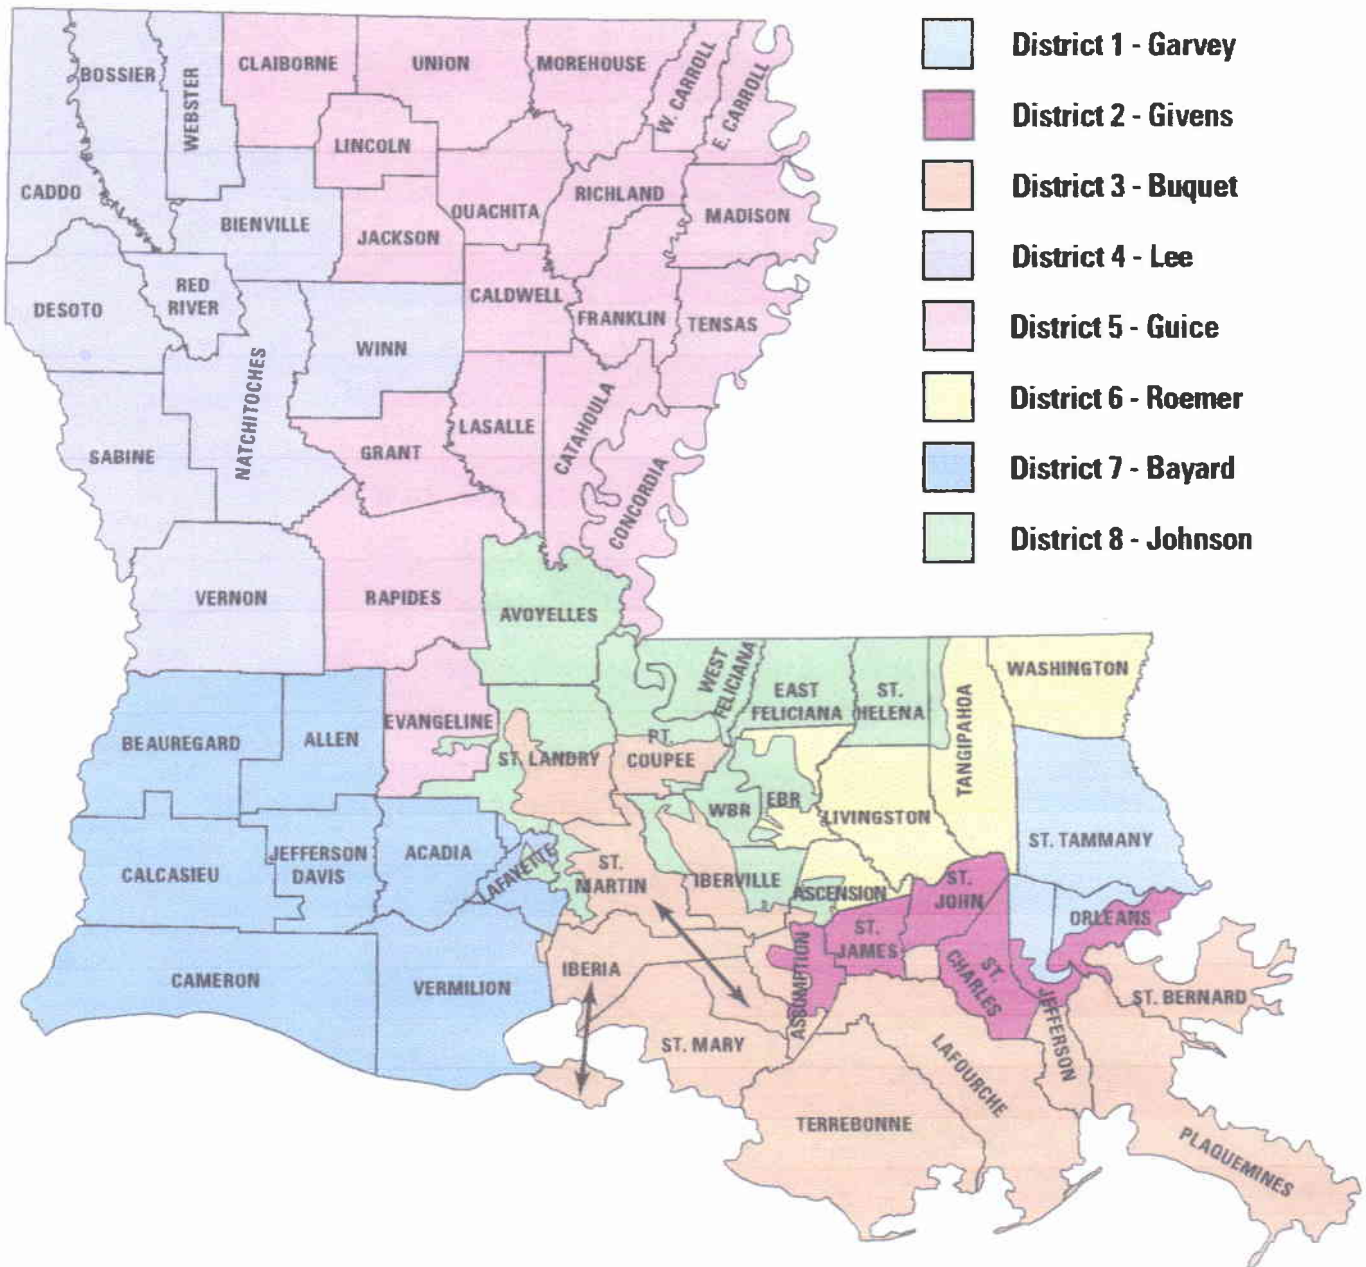 District 1 - Garvey
District 2 - Givens
District 3 - Buquet
District 4 - Lee
District 5 - Guice
District 6 - Roemer
District 7 - Bayard
District 8 - Johnson
CADDO
BOSSIER
WEBSTER
CLAIBORNE
UNION
MOREHOUSE
W. CARROLL
E. CARROLL
LINCOLN
BIENVILLE
JACKSON
OUACHITA
RICHLAND
MADISON
DESOTO
RED
RIVER
NATCHITOCHES
WINN
CALDWELL
FRANKLIN
TENSAS
SABINE
GRANT
LASALLE
CATAHOULA
CONCORDIA
VERNON
RAPIDES
AVOYELLES
BEAUREGARD
ALLEN
EVANGELINE
ST. LANDRY
PT.
COUPEE
WEST
FELICIANA
EAST
FELICIANA
ST.
HELENA
TANGIPAHOA
WASHINGTON
CALCASIEU
JEFFERSON
DAVIS
ACADIA
LAFAYETTE
ST.
MARTIN
IBERVILLE
WBR
EBR
LIVINGSTON
ASCENSION
ST. TAMMANY
CAMERON
VERMILION
IBERIA
ST. MARY
ASSUMPTION
ST.
JAMES
ST.
JOHN
ST.
CHARLES
ORLEANS
JEFFERSON
ST. BERNARD
TERREBONNE
LAFOURCHE
PLAQUEMINES